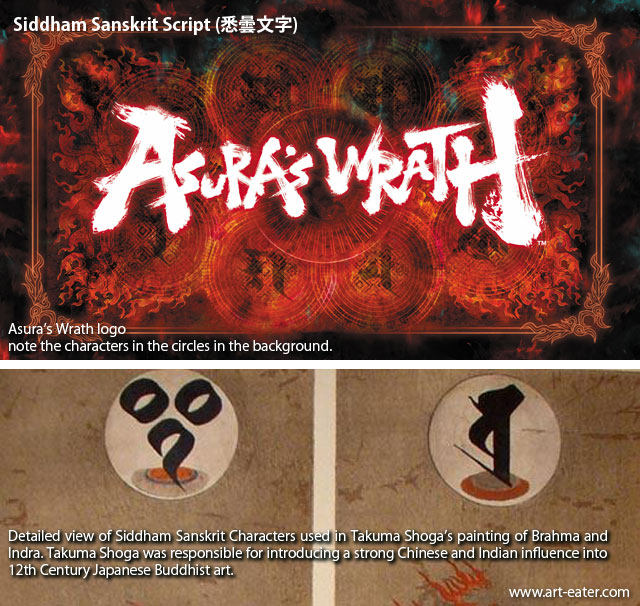 Siddham Sanskrit Script (悉曇文字)
ASURA'S WRATH
TM
Asura's Wrath logo
note the characters in the circles in the background.
Detailed view of Siddham Sanskrit Characters used in Takuma Shoga's painting of Brahma and
Indra. Takuma Shoga was responsible for introducing a strong Chinese and Indian influence into
12th Century Japanese Buddhist art.
www.art-eater.com